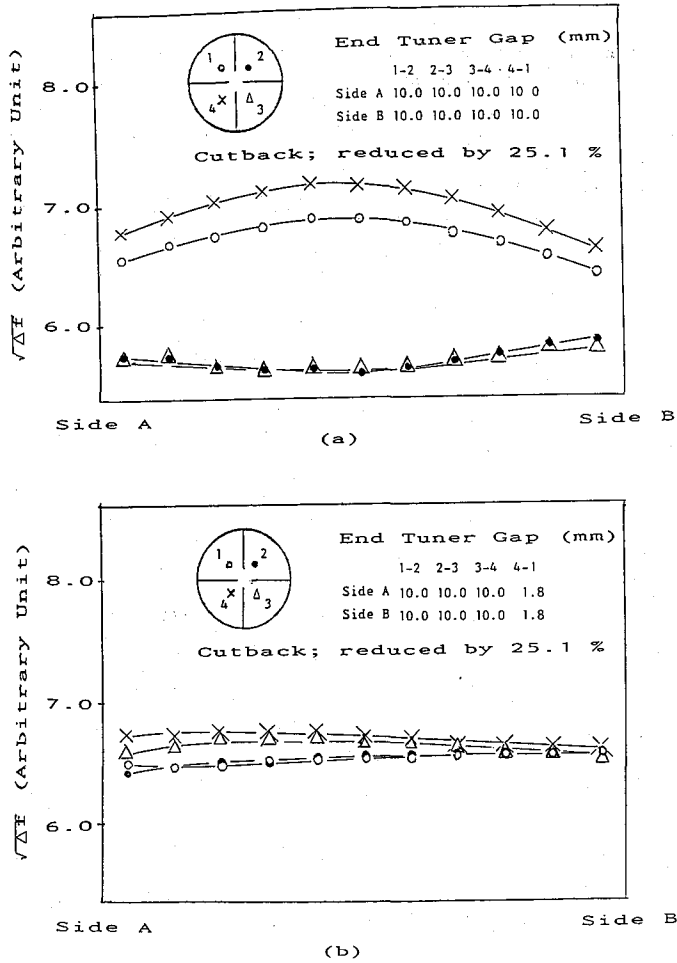 End Tuner Gap (mm)
1 2
4 3
1-2 2-3 3-4 4-1
Side A 10.0 10.0 10.0 10 0
Side B 10.0 10.0 10.0 10.0
Cutback; reduced by 25.1 %
8.0
7.0
6.0
√Δf (Arbitrary Unit)
Side A Side B
(a)
End Tuner Gap (mm)
1 2
4 3
1-2 2-3 3-4 4-1
Side A 10.0 10.0 10.0 1.8
Side B 10.0 10.0 10.0 1.8
Cutback; reduced by 25.1 %
8.0
7.0
6.0
√Δf (Arbitrary Unit)
Side A Side B
(b)